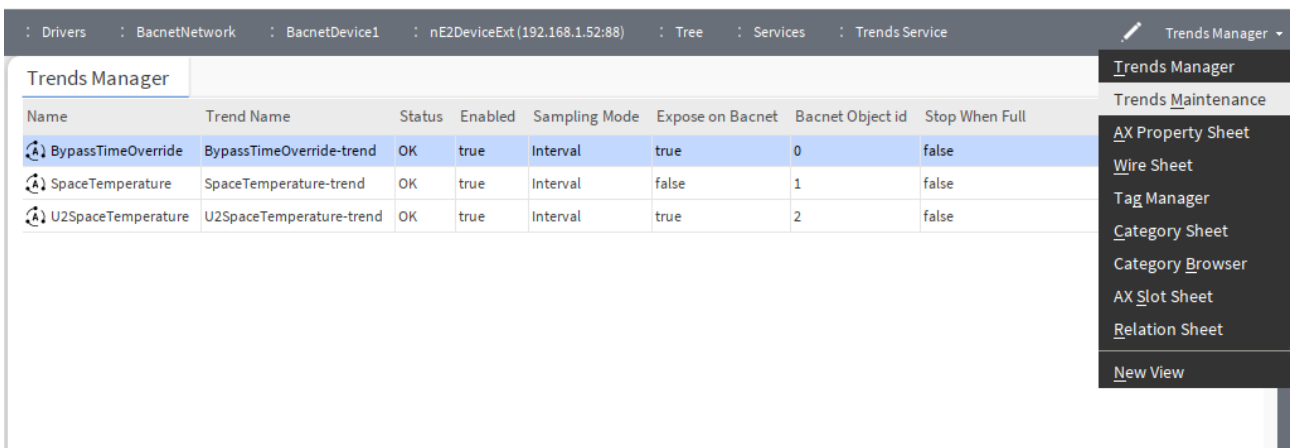 : Drivers : BacnetNetwork : BacnetDevice1 : nE2DeviceExt (192.168.1.52:88) : Tree : Services : Trends Service Trends Manager
Trends Manager
Name Trend Name Status Enabled Sampling Mode Expose on Bacnet Bacnet Object id Stop When Full
BypassTimeOverride BypassTimeOverride-trend OK true Interval true 0 false
SpaceTemperature SpaceTemperature-trend OK true Interval false 1 false
U2SpaceTemperature U2SpaceTemperature-trend OK true Interval true 2 false
Trends Manager
Trends Maintenance
AX Property Sheet
Wire Sheet
Tag Manager
Category Sheet
Category Browser
AX Slot Sheet
Relation Sheet
New View